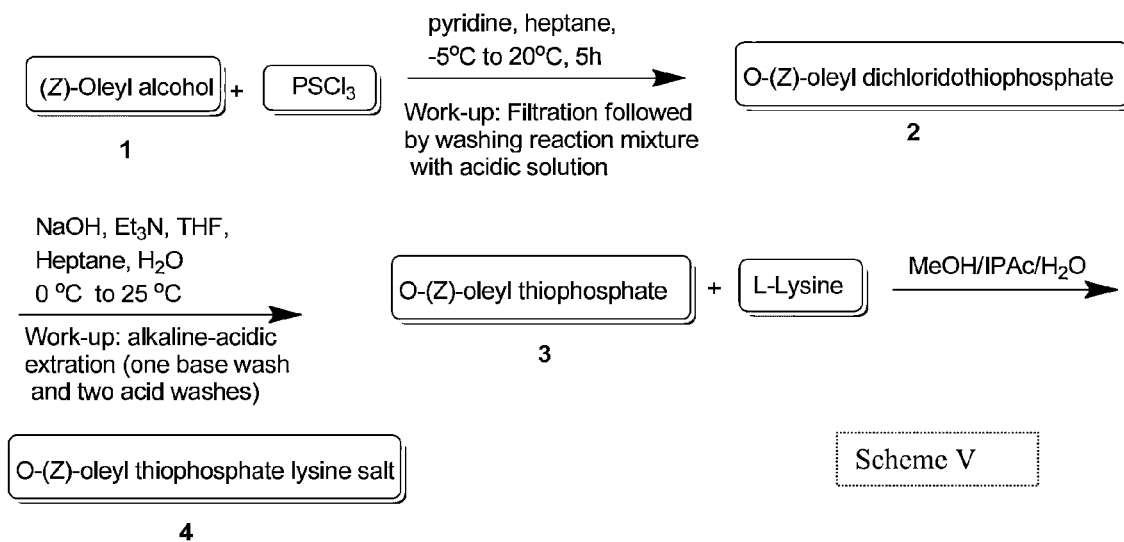 (Z)-Oleyl alcohol + PSCl3
1
pyridine, heptane,
-5°C to 20°C, 5h
Work-up: Filtration followed
by washing reaction mixture
with acidic solution
O-(Z)-oleyl dichloridothiophosphate
2
NaOH, Et3N, THF,
Heptane, H2O
0 °C to 25 °C
Work-up: alkaline-acidic
extration (one base wash
and two acid washes)
O-(Z)-oleyl thiophosphate + L-Lysine
3
MeOH/IPAc/H2O
O-(Z)-oleyl thiophosphate lysine salt
4
Scheme V